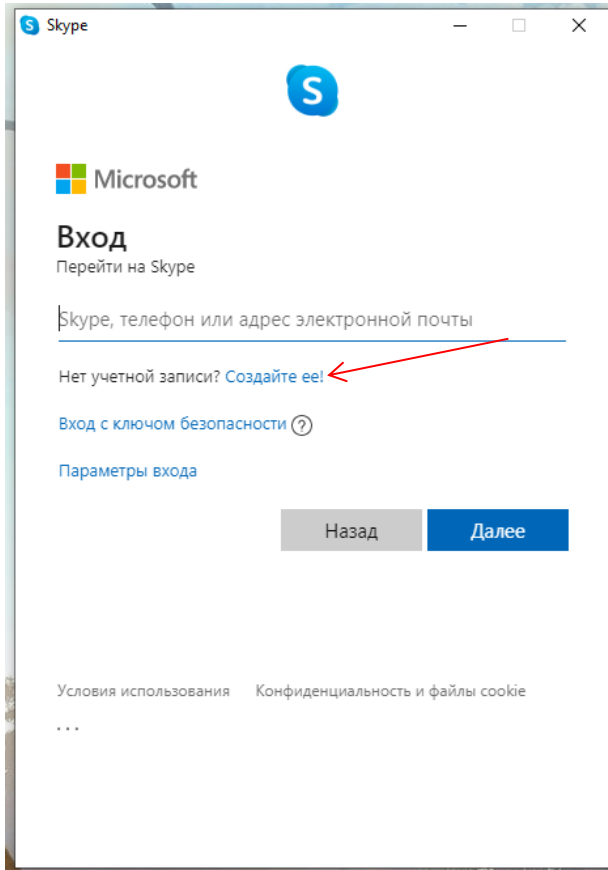 Skype
S
Microsoft
Вход
Перейти на Skype
Skype, телефон или адрес электронной почты
Нет учетной записи? Создайте ее!
Вход с ключом безопасности ?
Параметры входа
Назад Далее
Условия использования Конфиденциальность и файлы cookie
...